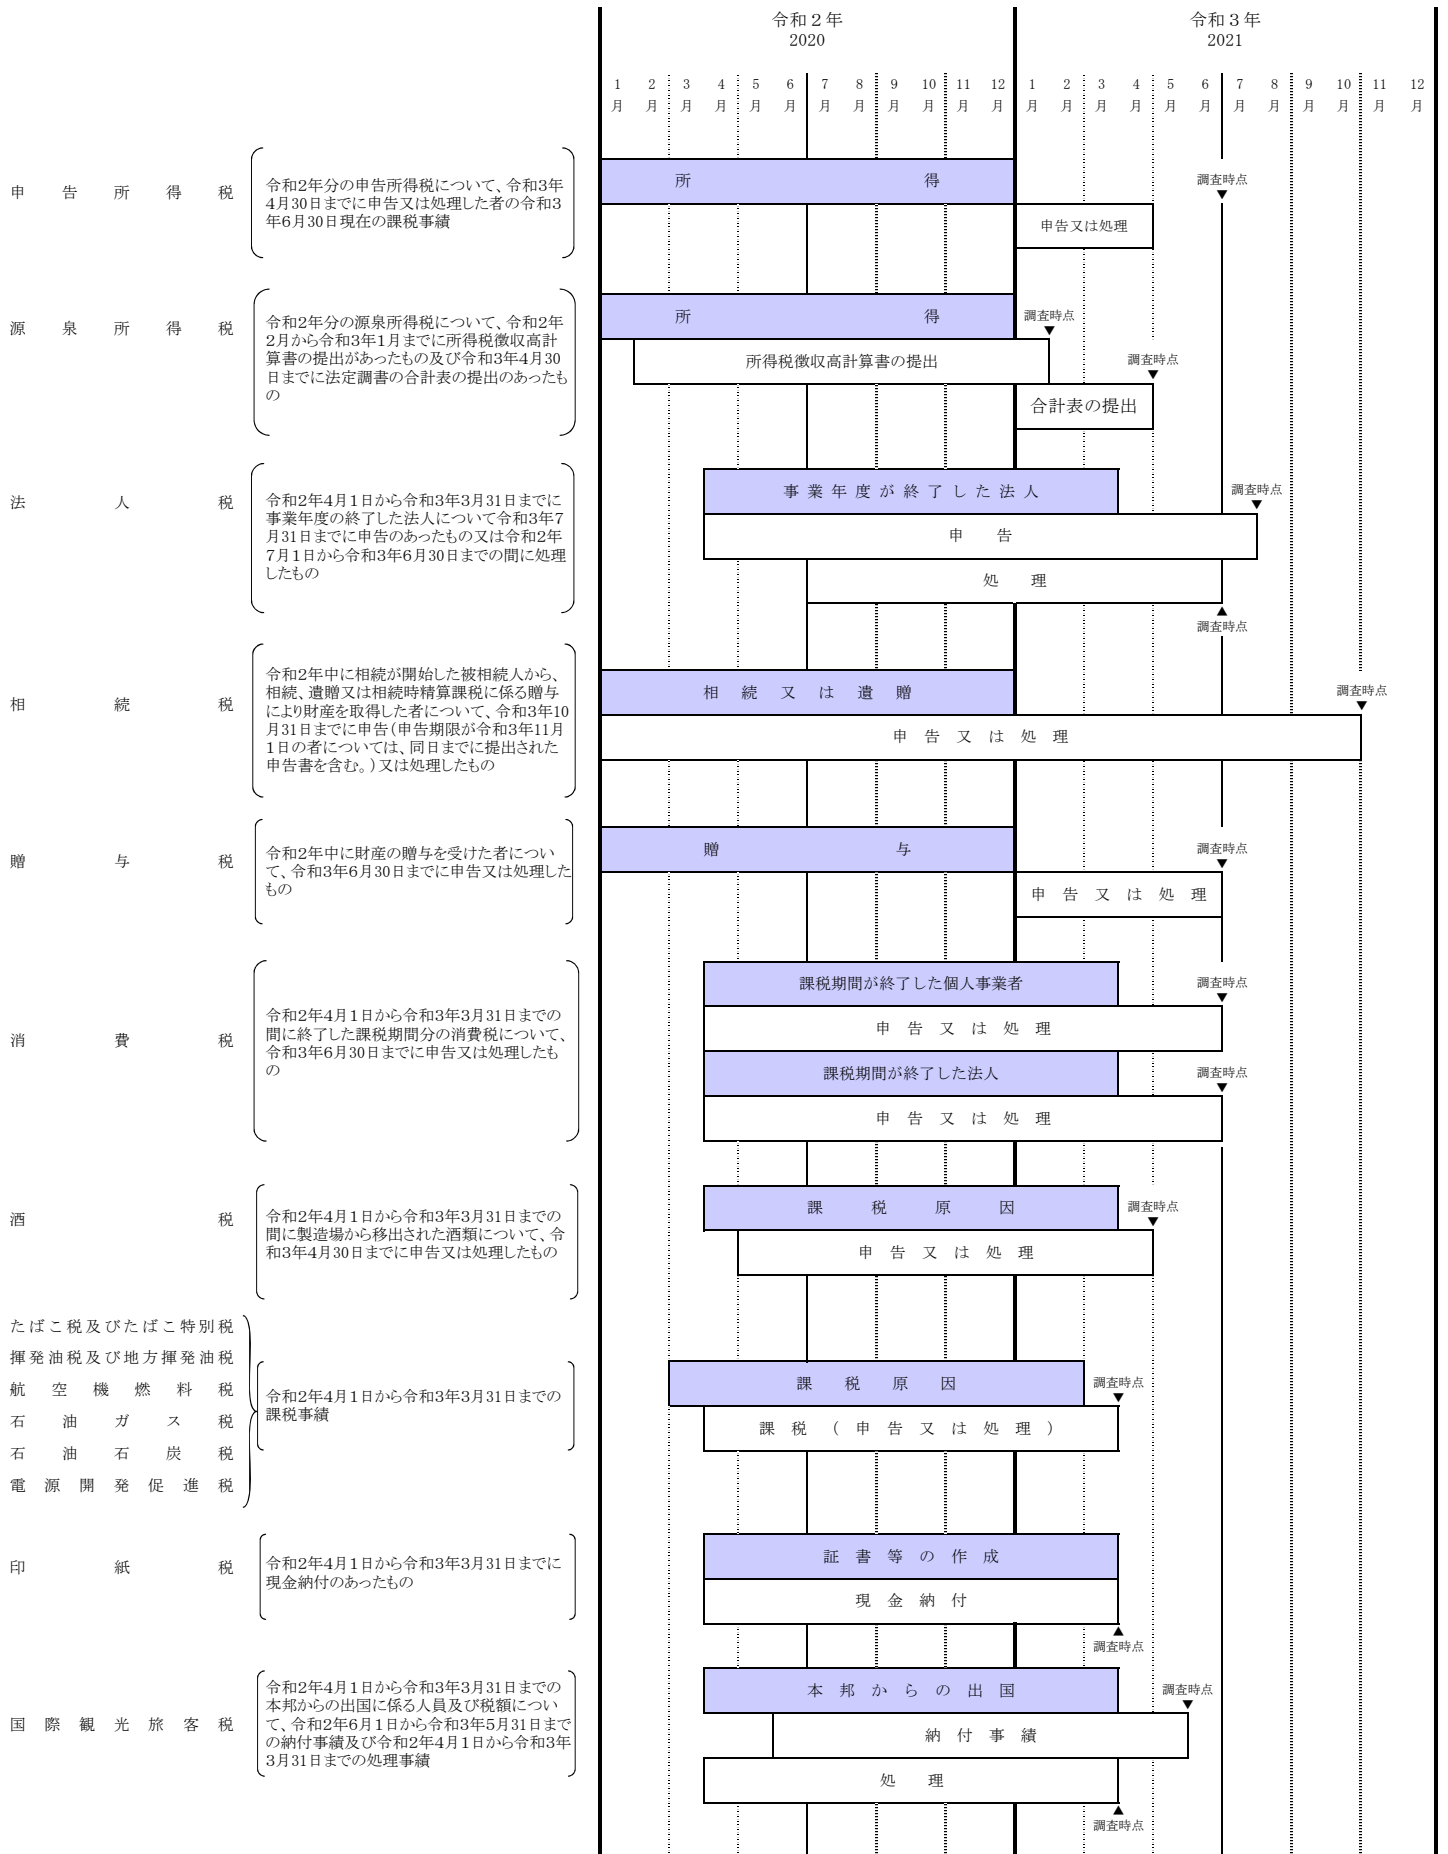 令和２年
2020
令和３年
2021
1 2 3 4 5 6 7 8 9 10 11 12 1 2 3 4 5 6 7 8 9 10 11 12
月 月 月 月 月 月 月 月 月 月 月 月 月 月 月 月 月 月 月 月 月 月 月 月
申告所得税
令和2年分の申告所得税について、令和3年
4月30日までに申告又は処理した者の令和3
年6月30日現在の課税事績
所得
調査時点
▼
申告又は処理
源泉所得税
令和2年分の源泉所得税について、令和2年
2月から令和3年1月までに所得税徴収高計
算書の提出があったもの及び令和3年4月30
日までに法定調書の合計表の提出のあったも
の
所得
調査時点
▼
所得税徴収高計算書の提出
調査時点
▼
合計表の提出
法人税
令和2年4月1日から令和3年3月31日までに
事業年度の終了した法人について令和3年7
月31日までに申告のあったもの又は令和2年
7月1日から令和3年6月30日までの間に処理
したもの
事業年度が終了した法人
調査時点
▼
申告
処理
▲
調査時点
相続税
令和2年中に相続が開始した被相続人から、
相続、遺贈又は相続時精算課税に係る贈与
により財産を取得した者について、令和3年10
月31日までに申告（申告期限が令和3年11月
1日の者については、同日までに提出された
申告書を含む。）又は処理したもの
相続又は遺贈
調査時点
▼
申告又は処理
贈与税
令和2年中に財産の贈与を受けた者につい
て、令和3年6月30日までに申告又は処理した
もの
贈与
調査時点
▼
申告又は処理
消費税
令和2年4月1日から令和3年3月31日までの
間に終了した課税期間分の消費税について、
令和3年6月30日までに申告又は処理したも
の
課税期間が終了した個人事業者
調査時点
▼
申告又は処理
課税期間が終了した法人
調査時点
▼
申告又は処理
酒税
令和2年4月1日から令和3年3月31日までの
間に製造場から移出された酒類について、令
和3年4月30日までに申告又は処理したもの
課税原因
調査時点
▼
申告又は処理
たばこ税及びたばこ特別税
揮発油税及び地方揮発油税
航空機燃料税
石油ガス税
石油石炭税
電源開発促進税
令和2年4月1日から令和3年3月31日までの
課税事績
課税原因
調査時点
▼
課税（申告又は処理）
印紙税
令和2年4月1日から令和3年3月31日までに
現金納付のあったもの
証書等の作成
現金納付
▲
調査時点
国際観光旅客税
令和2年4月1日から令和3年3月31日までの
本邦からの出国に係る人員及び税額につい
て、令和2年6月1日から令和3年5月31日まで
の納付事績及び令和2年4月1日から令和3年
3月31日までの処理事績
本邦からの出国
調査時点
▼
納付事績
処理
▲
調査時点